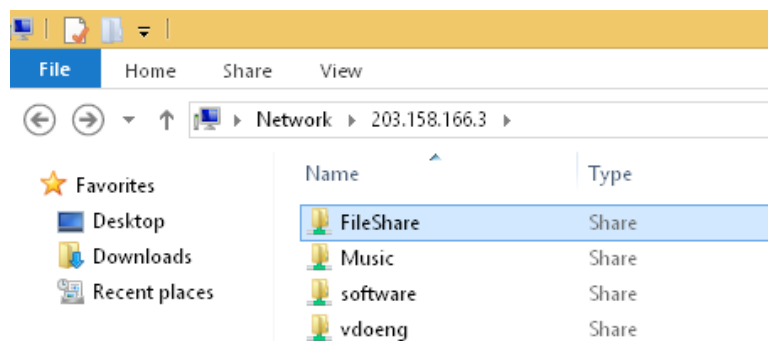 File Home Share View
Network 203.158.166.3
Name Type
Favorites
Desktop
Downloads
Recent places
FileShare Share
Music Share
software Share
vdoeng Share